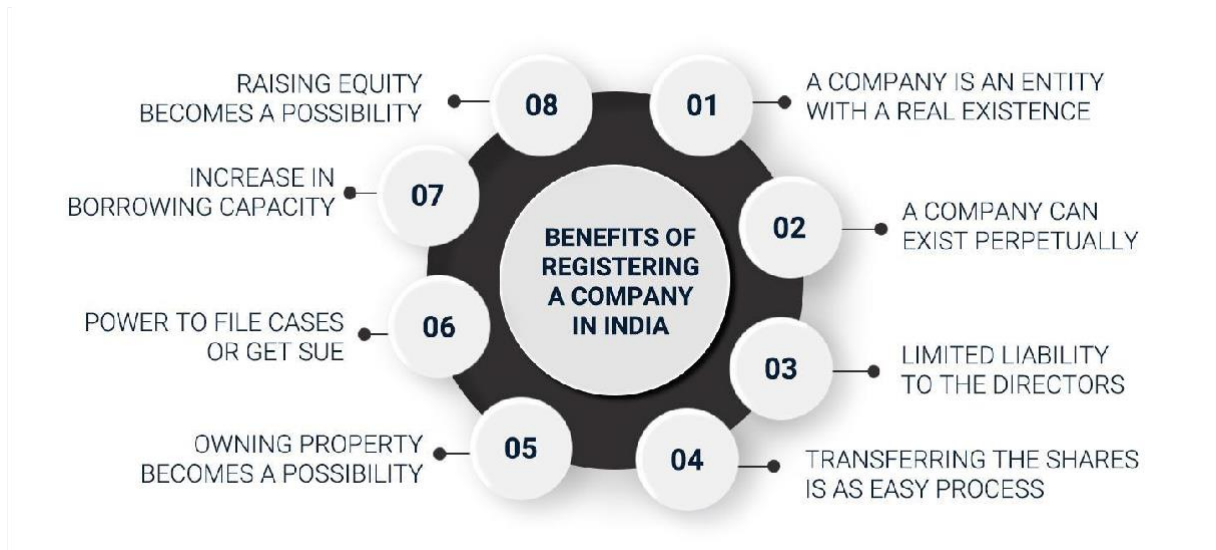 BENEFITS OF
REGISTERING
A COMPANY
IN INDIA
01
A COMPANY IS AN ENTITY
WITH A REAL EXISTENCE
02
A COMPANY CAN
EXIST PERPETUALLY
03
LIMITED LIABILITY
TO THE DIRECTORS
04
TRANSFERRING THE SHARES
IS AS EASY PROCESS
05
OWNING PROPERTY
BECOMES A POSSIBILITY
06
POWER TO FILE CASES
OR GET SUE
07
INCREASE IN
BORROWING CAPACITY
08
RAISING EQUITY
BECOMES A POSSIBILITY